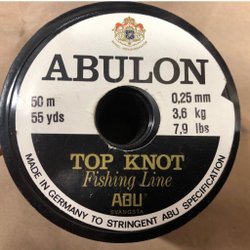 ABULON
50 m
55 yds
0,25 mm
3,6 kg
7.9 lbs
TOP KNOT
Fishing Line
ABU
SVANGSTA
MADE IN GERMANY TO STRINGENT ABU SPECIFICATION